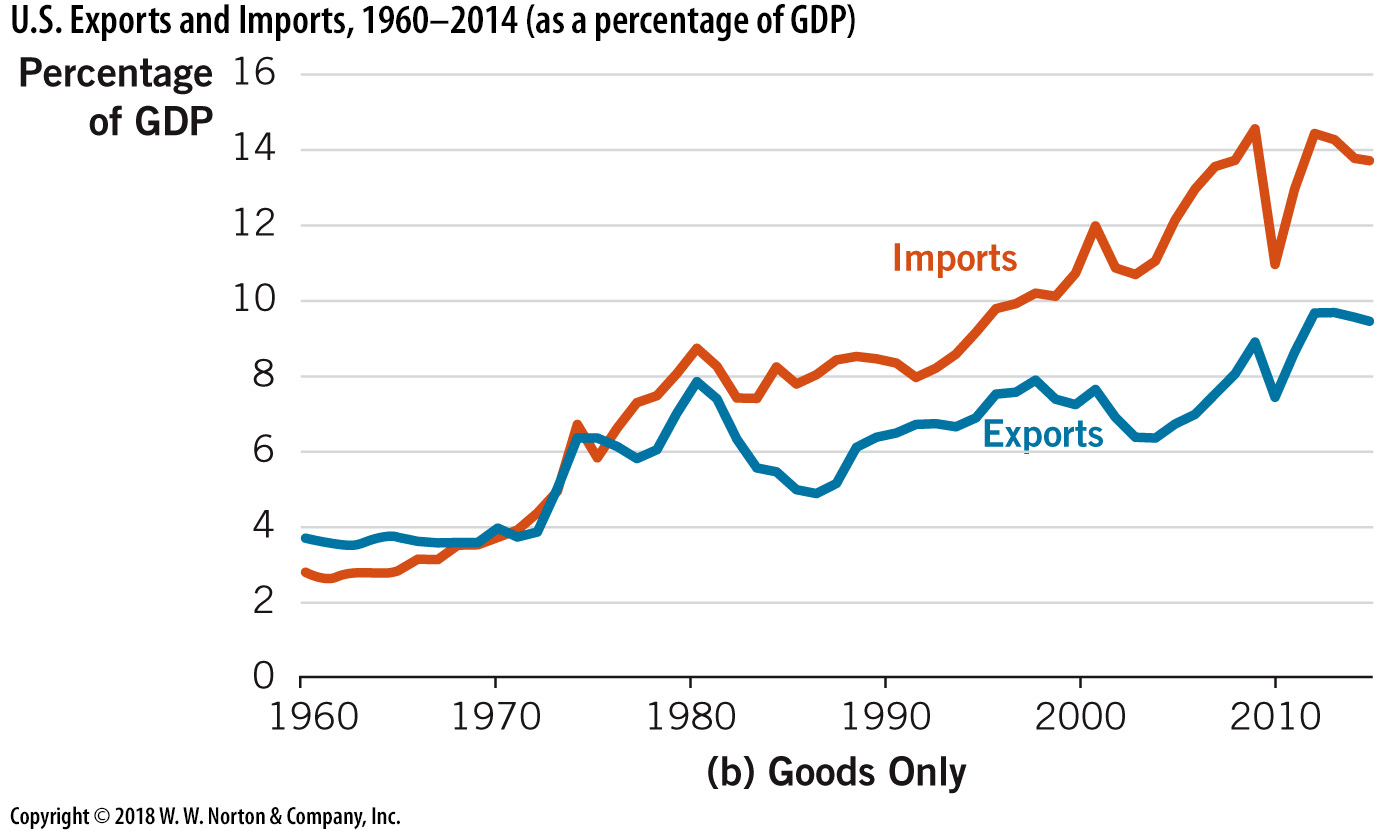 U.S. Exports and Imports, 1960–2014 (as a percentage of GDP)
Percentage
of GDP
16
14
12
10
8
6
4
2
0
Imports
Exports
1960 1970 1980 1990 2000 2010
(b) Goods Only
Copyright © 2018 W. W. Norton & Company, Inc.